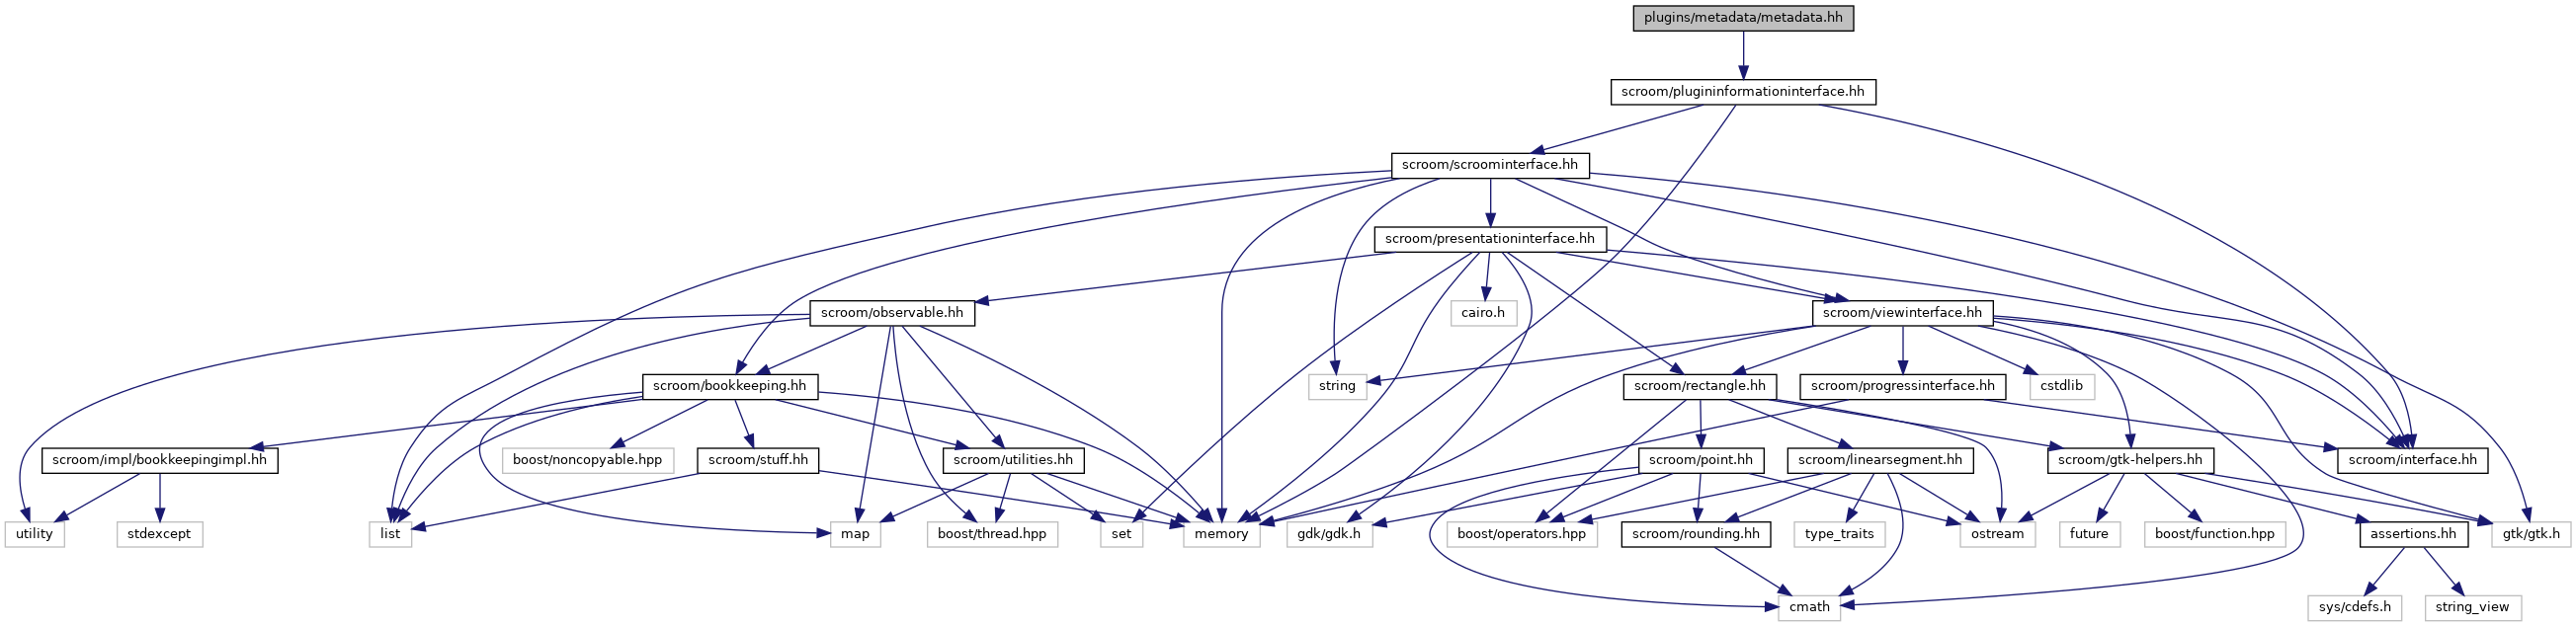 plugins/metadata/metadata.hh
scroom/plugininformationinterface.hh
scroom/scroominterface.hh
scroom/presentationinterface.hh
scroom/observable.hh
cairo.h
scroom/viewinterface.hh
scroom/bookkeeping.hh
string
scroom/rectangle.hh
scroom/progressinterface.hh
cstdlib
scroom/impl/bookkeepingimpl.hh
boost/noncopyable.hpp
scroom/stuff.hh
scroom/utilities.hh
scroom/point.hh
scroom/linearsegment.hh
scroom/gtk-helpers.hh
scroom/interface.hh
utility
stdexcept
list
map
boost/thread.hpp
set
memory
gdk/gdk.h
boost/operators.hpp
scroom/rounding.hh
type_traits
ostream
future
boost/function.hpp
assertions.hh
gtk/gtk.h
cmath
sys/cdefs.h
string_view